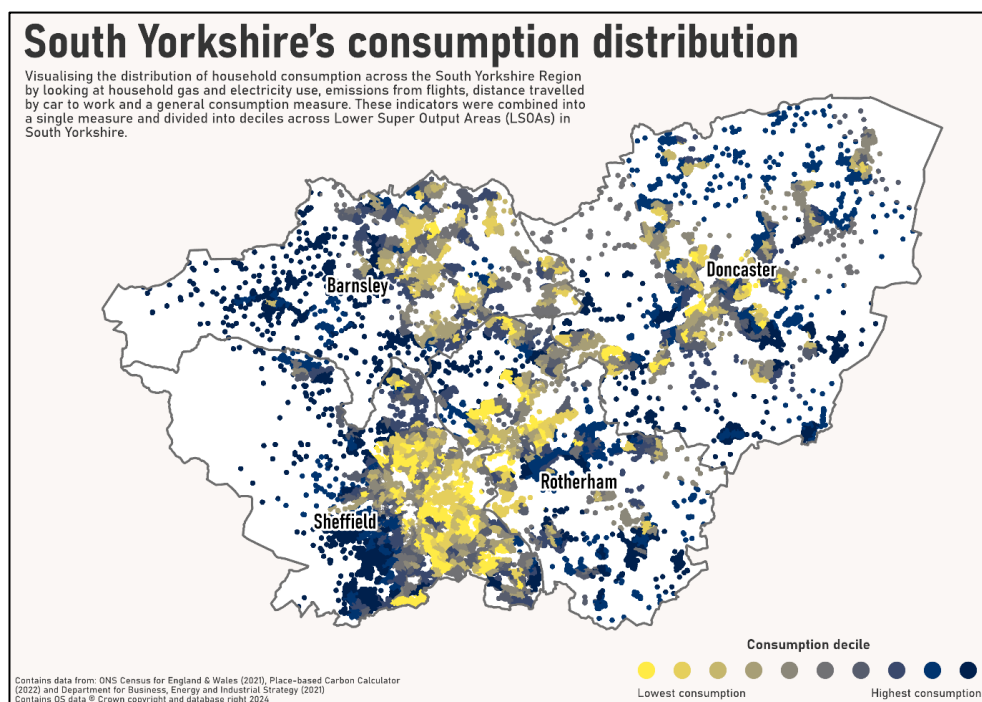 South Yorkshire's consumption distribution
Visualising the distribution of household consumption across the South Yorkshire Region
by looking at household gas and electricity use, emissions from flights, distance travelled
by car to work and a general consumption measure. These indicators were combined into
a single measure and divided into deciles across Lower Super Output Areas (LSOAs) in
South Yorkshire.
Doncaster
Barnsley
Rotherham
Sheffield
Consumption decile
Lowest consumption
Highest consumption
Contains data from: ONS Census for England & Wales (2021), Place-based Carbon Calculator
(2022) and Department for Business, Energy and Industrial Strategy (2021)
Contains OS data © Crown copyright and database right 2024